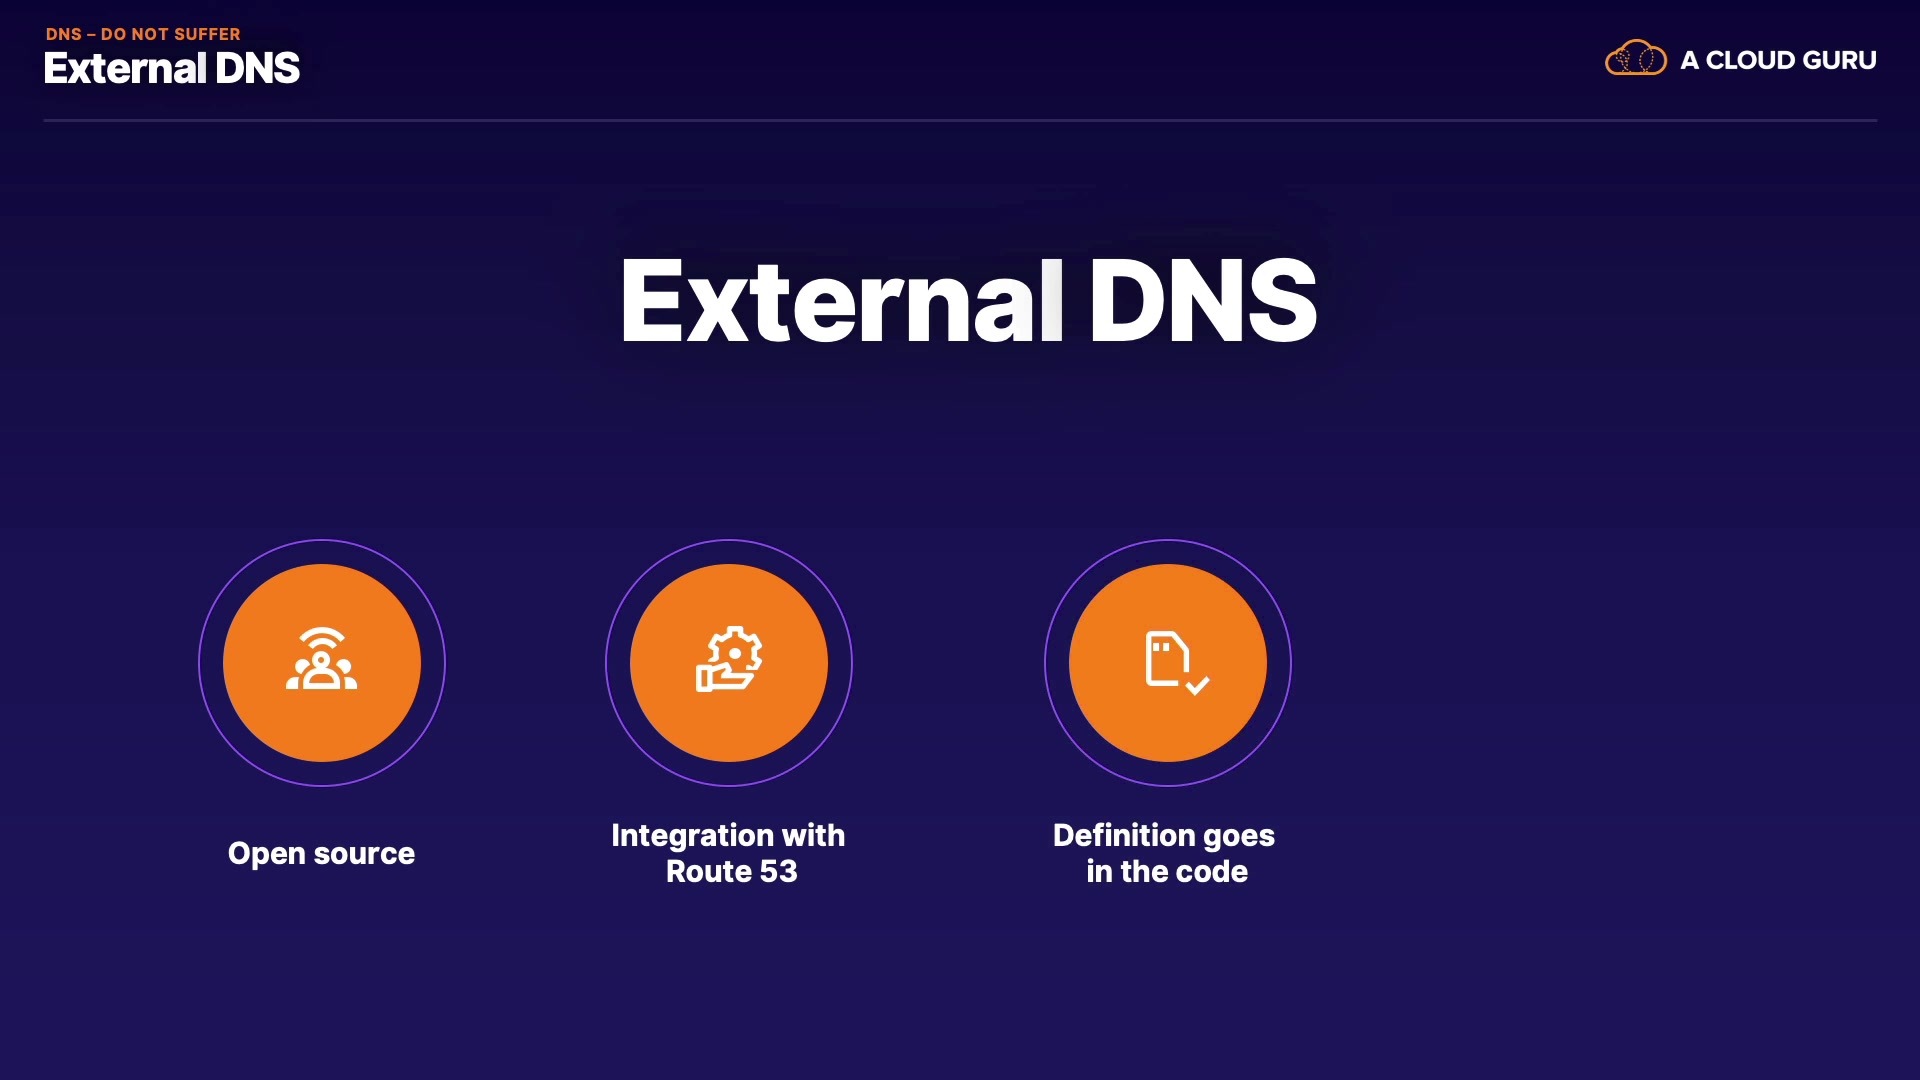 DNS – DO NOT SUFFER
External DNS
A CLOUD GURU
External DNS
Open source
Integration with
Route 53
Definition goes
in the code